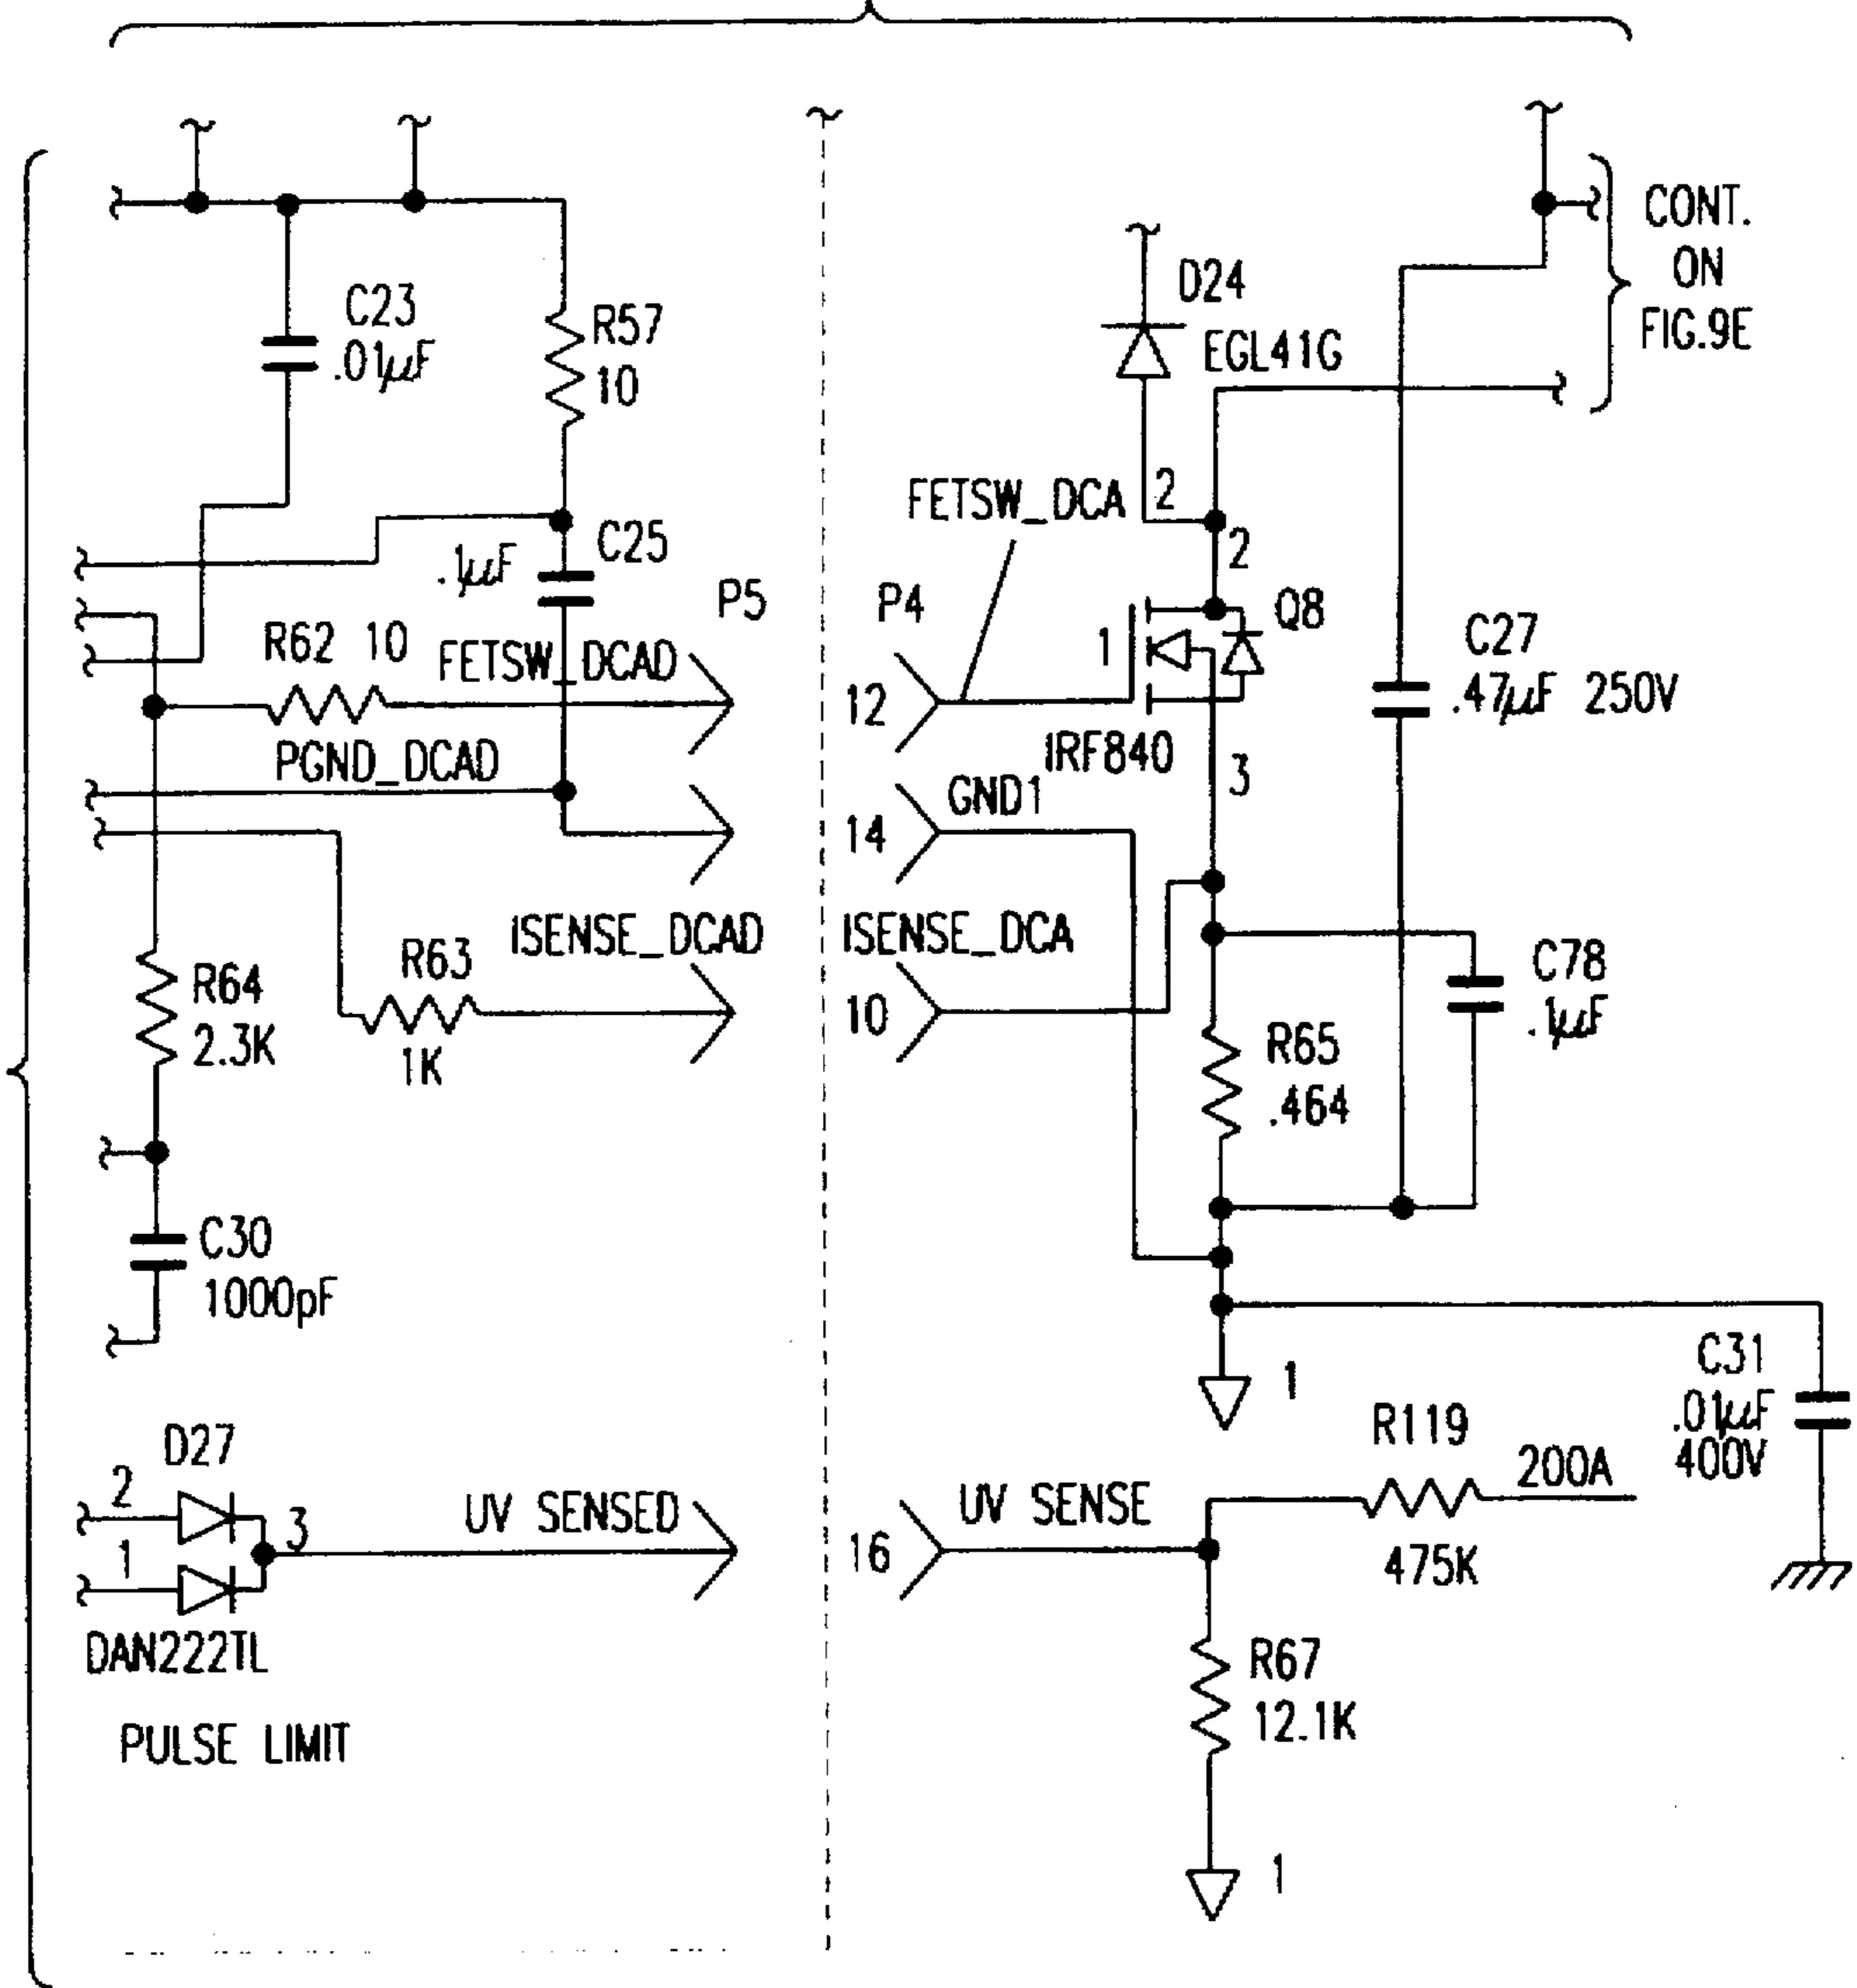 CONT.
ON
FIG.9E
C23
.01µF
R57
10
D24
EGL41G
2
FETSW_DCA
2
.1µF
C25
P5
P4
R62 10
FETSW_DCAD
12
1
Q8
IRF840
3
C27
.47µF 250V
PGND_DCAD
14
GND1
ISENSE_DCAD
ISENSE_DCA
10
R64
2.3K
R63
1K
C78
.1µF
R65
.464
C30
1000pF
1
C31
.01µF
400V
D27
2
1
3
DAN222TL
PULSE LIMIT
UV SENSED
16
UV SENSE
R119
200A
475K
R67
12.1K
1